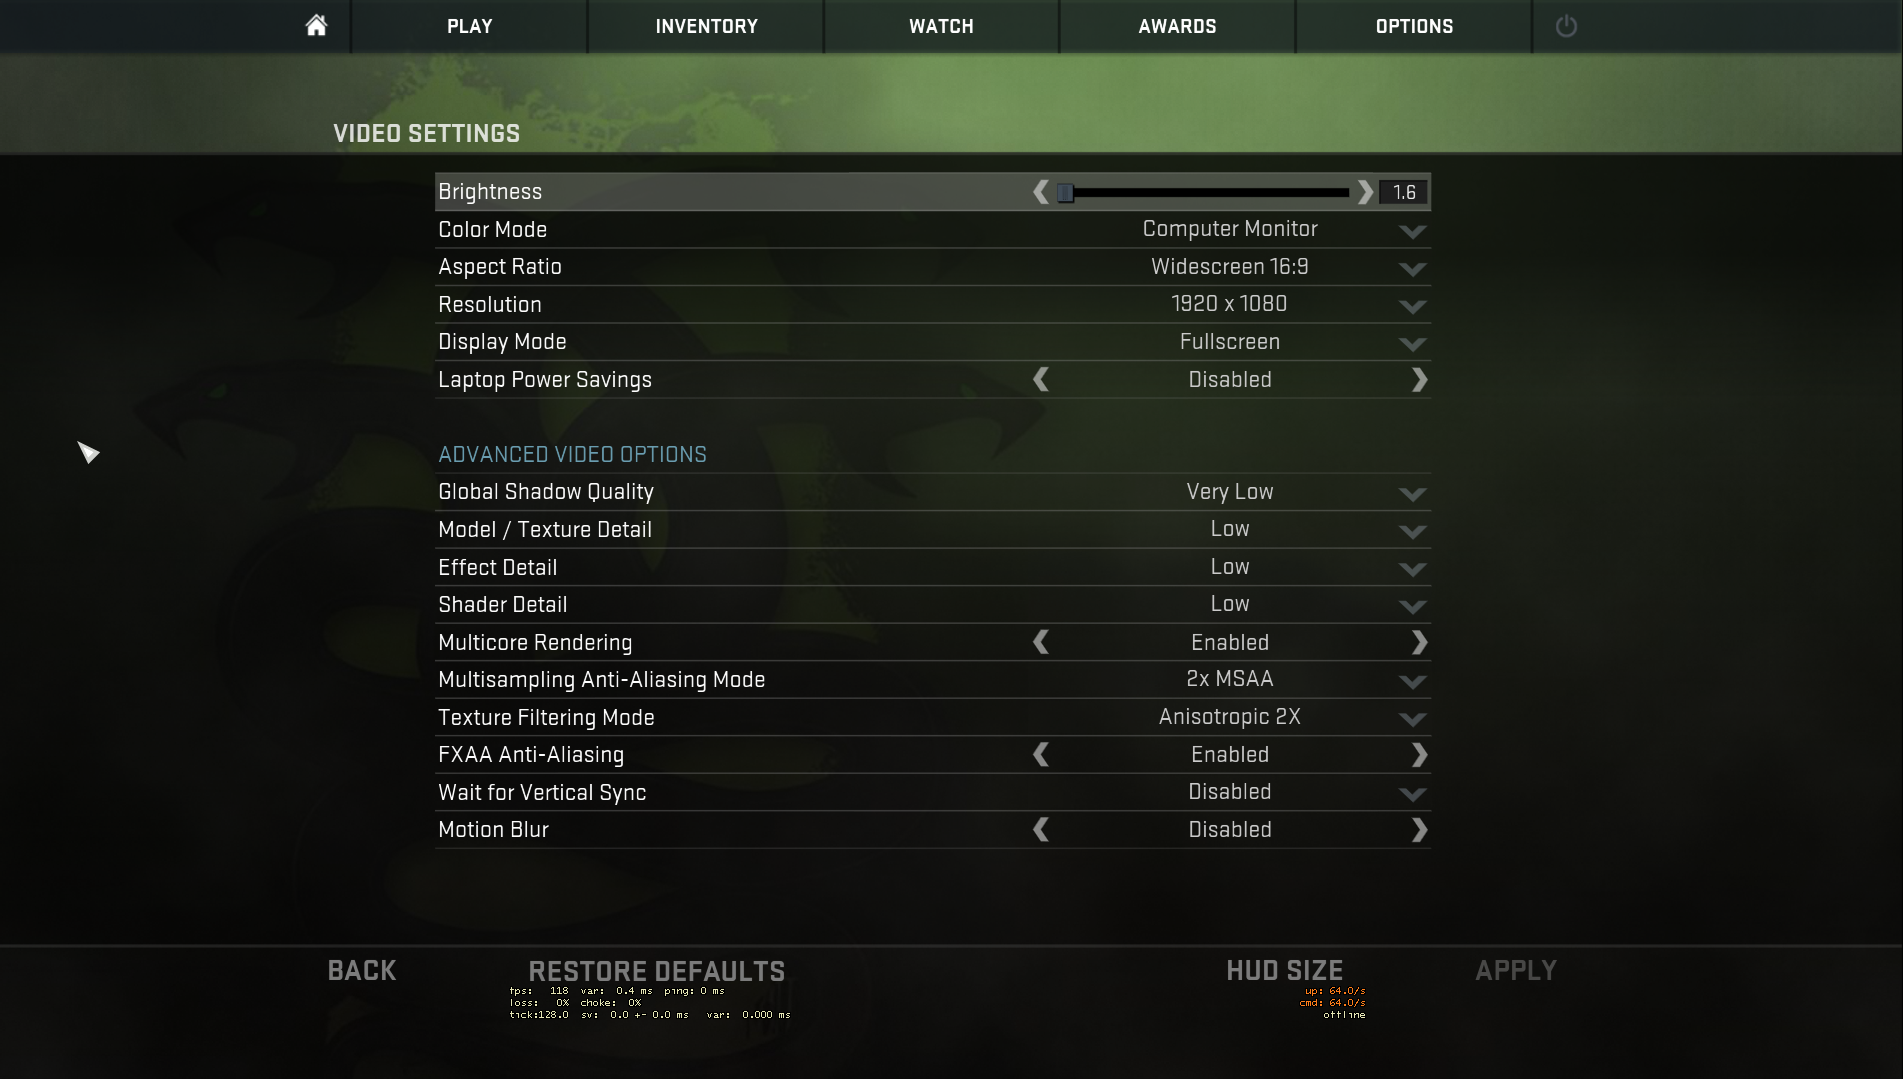 PLAY INVENTORY WATCH AWARDS OPTIONS
VIDEO SETTINGS
Brightness 1.6
Color Mode Computer Monitor
Aspect Ratio Widescreen 16:9
Resolution 1920 x 1080
Display Mode Fullscreen
Laptop Power Savings Disabled
ADVANCED VIDEO OPTIONS
Global Shadow Quality Very Low
Model / Texture Detail Low
Effect Detail Low
Shader Detail Low
Multicore Rendering Enabled
Multisampling Anti-Aliasing Mode 2x MSAA
Texture Filtering Mode Anisotropic 2X
FXAA Anti-Aliasing Enabled
Wait for Vertical Sync Disabled
Motion Blur Disabled
BACK RESTORE DEFAULTS HUD SIZE APPLY
fps: 118 var: 0.4 ms ping: 0 ms up: 64.0/s
loss: 0% choke: 0% cmd: 64.0/s
tick:128.0 sv: 0.0 +- 0.0 ms var: 0.000 ms offline